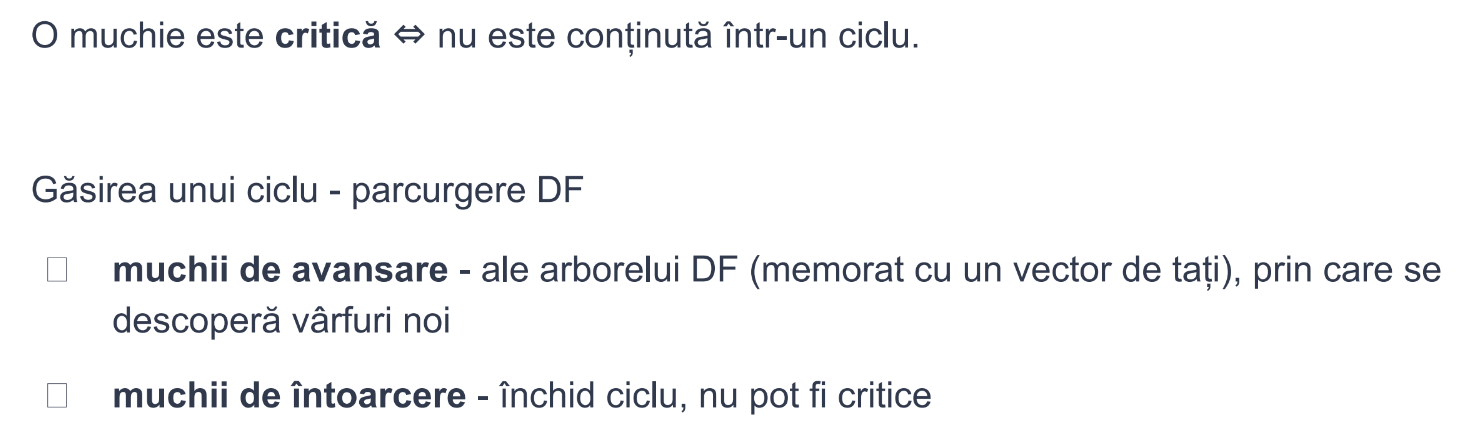 O muchie este critică ⇔ nu este conținută într-un ciclu.
Găsirea unui ciclu - parcurgere DF
muchii de avansare - ale arborelui DF (memorat cu un vector de tați), prin care se
descoperă vârfuri noi
muchii de întoarcere - închid ciclu, nu pot fi critice